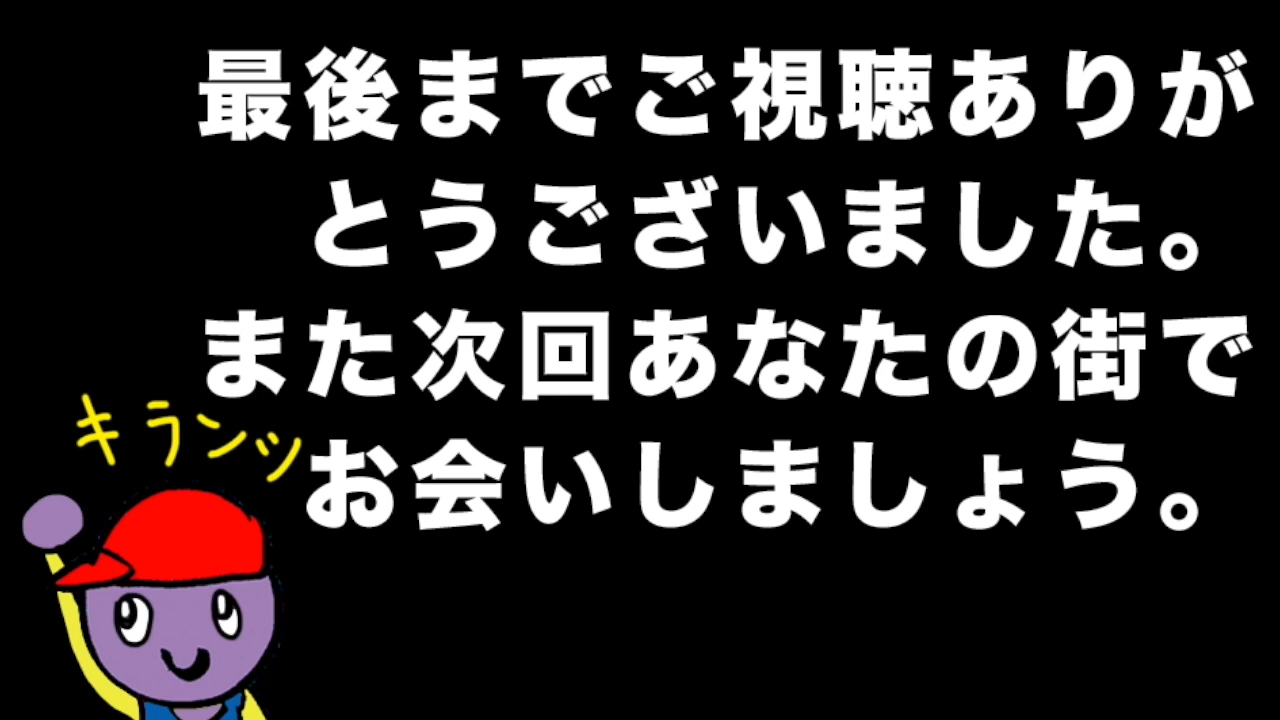 最後までご視聴ありが
とうございました。
また次回あなたの街で
お会いしましょう。
キランッ